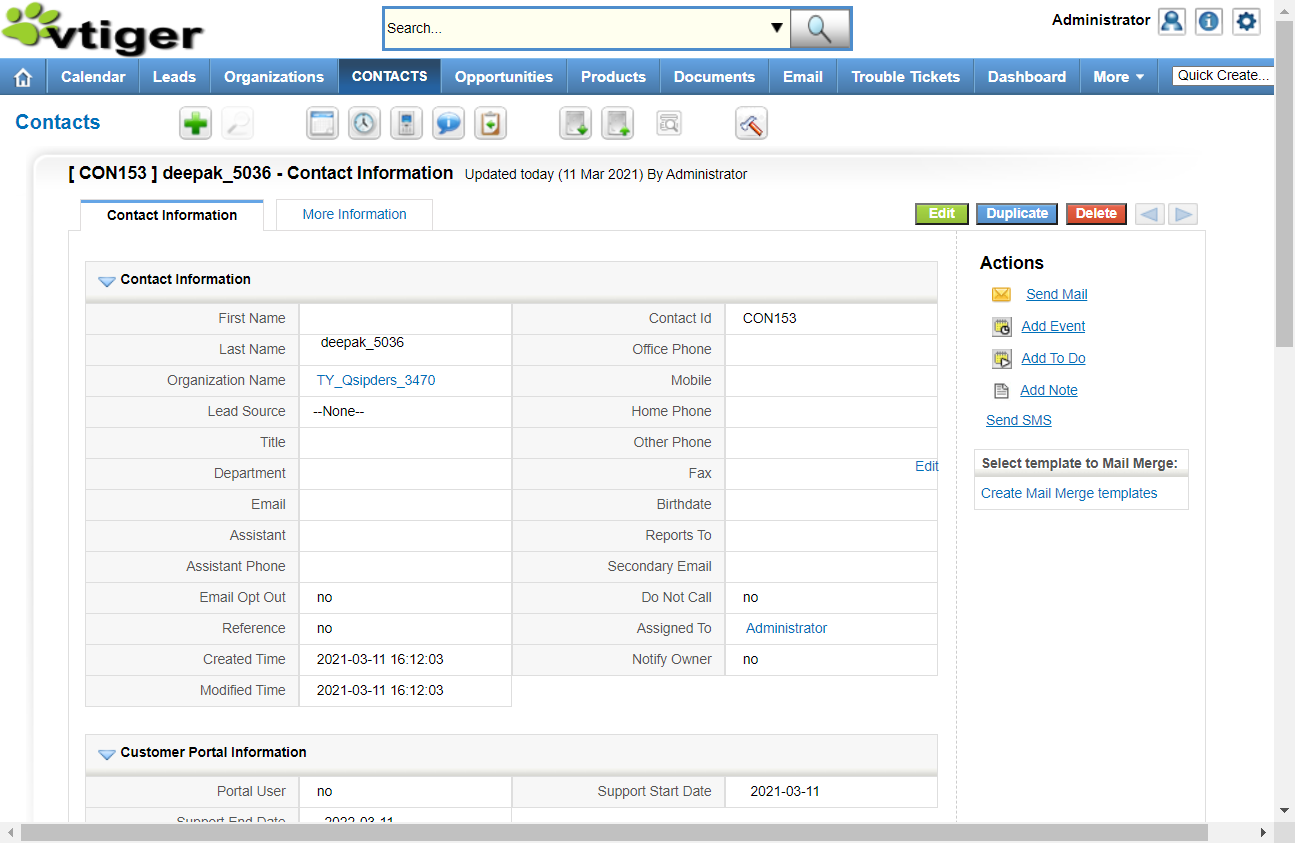 vtiger
Search...
Administrator
Calendar Leads Organizations CONTACTS Opportunities Products Documents Email Trouble Tickets Dashboard More Quick Create...
Contacts
[ CON153 ] deepak_5036 - Contact Information Updated today (11 Mar 2021) By Administrator
Contact Information More Information Edit Duplicate Delete
Contact Information
First Name Contact Id CON153
Last Name deepak_5036 Office Phone
Organization Name TY_Qsipders_3470 Mobile
Lead Source --None-- Home Phone
Title Other Phone
Department Fax Edit
Email Birthdate
Assistant Reports To
Assistant Phone Secondary Email
Email Opt Out no Do Not Call no
Reference no Assigned To Administrator
Created Time 2021-03-11 16:12:03 Notify Owner no
Modified Time 2021-03-11 16:12:03
Customer Portal Information
Portal User no Support Start Date 2021-03-11
Support End Date 2022-03-11
Actions
Send Mail
Add Event
Add To Do
Add Note
Send SMS
Select template to Mail Merge:
Create Mail Merge templates